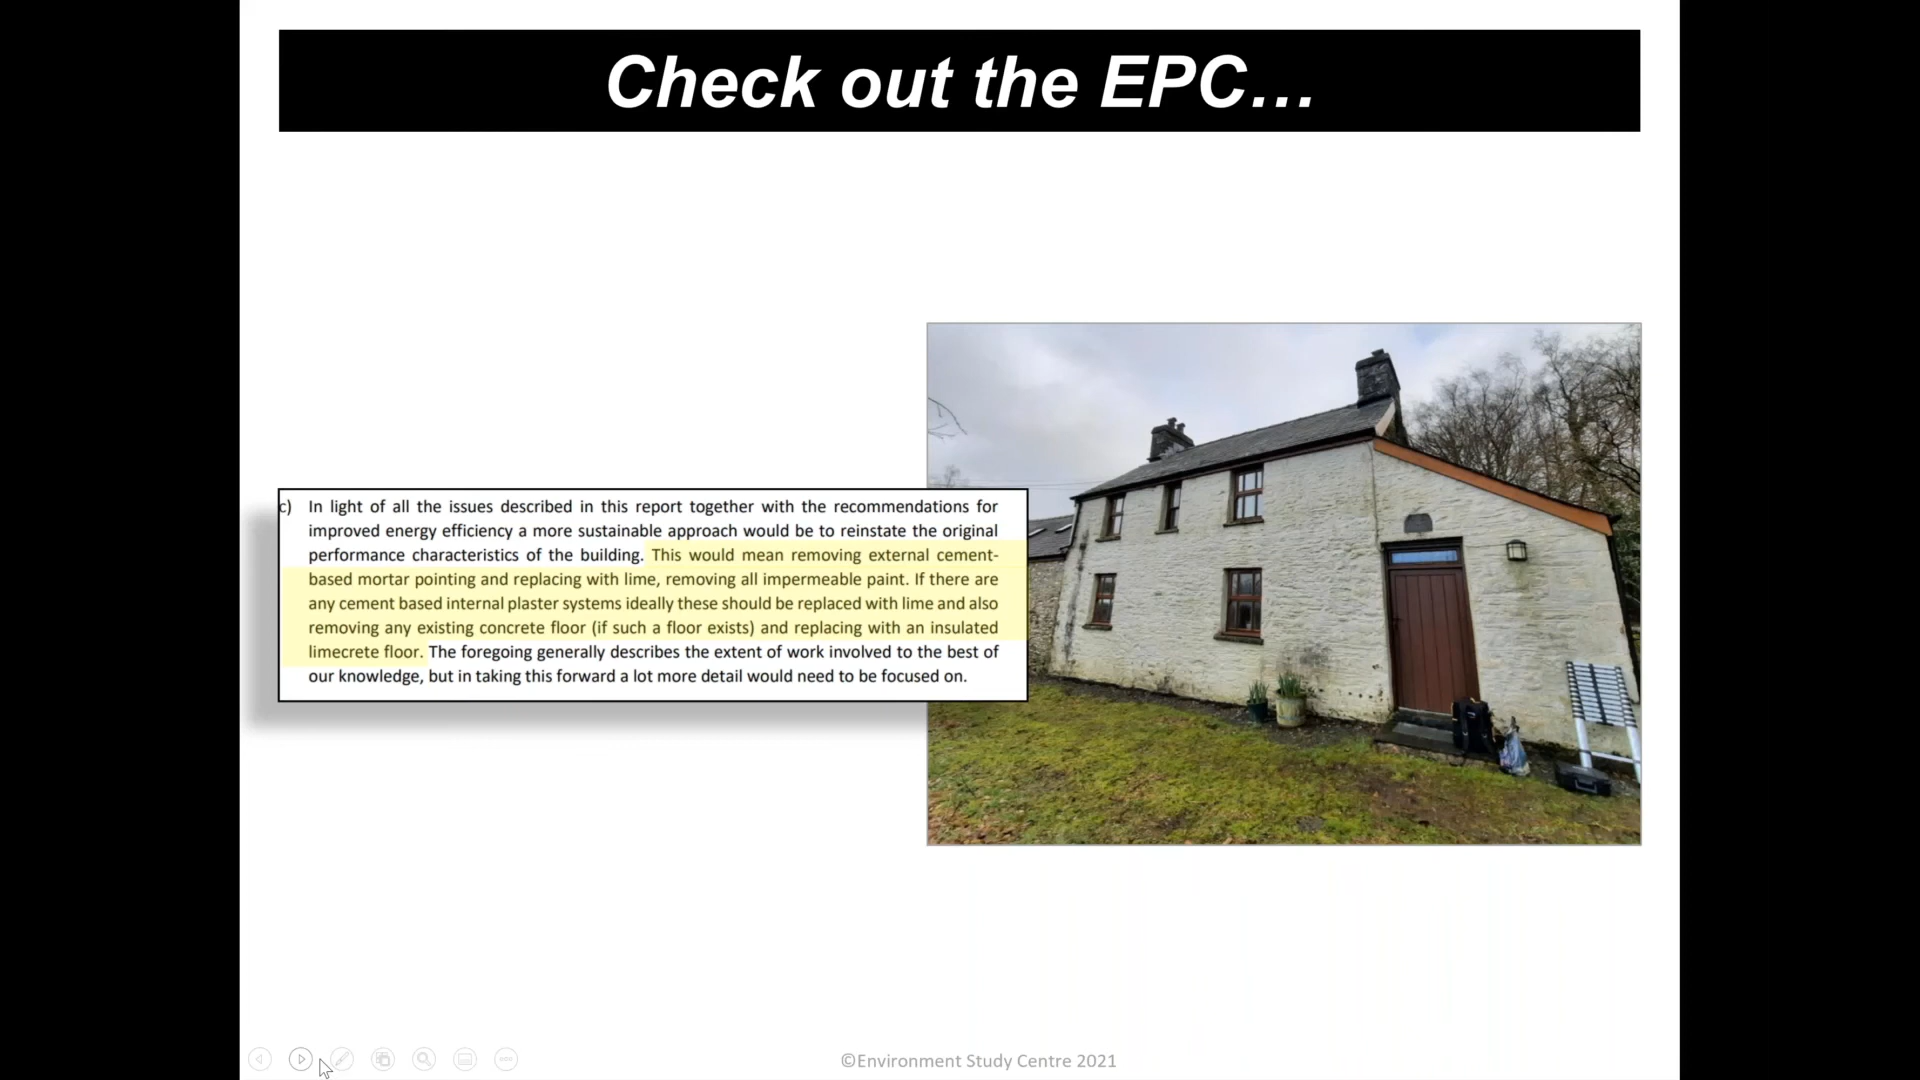 Check out the EPC…
c) In light of all the issues described in this report together with the recommendations for
improved energy efficiency a more sustainable approach would be to reinstate the original
performance characteristics of the building. This would mean removing external cement-
based mortar pointing and replacing with lime, removing all impermeable paint. If there are
any cement based internal plaster systems ideally these should be replaced with lime and also
removing any existing concrete floor (if such a floor exists) and replacing with an insulated
limecrete floor. The foregoing generally describes the extent of work involved to the best of
our knowledge, but in taking this forward a lot more detail would need to be focused on.
©Environment Study Centre 2021